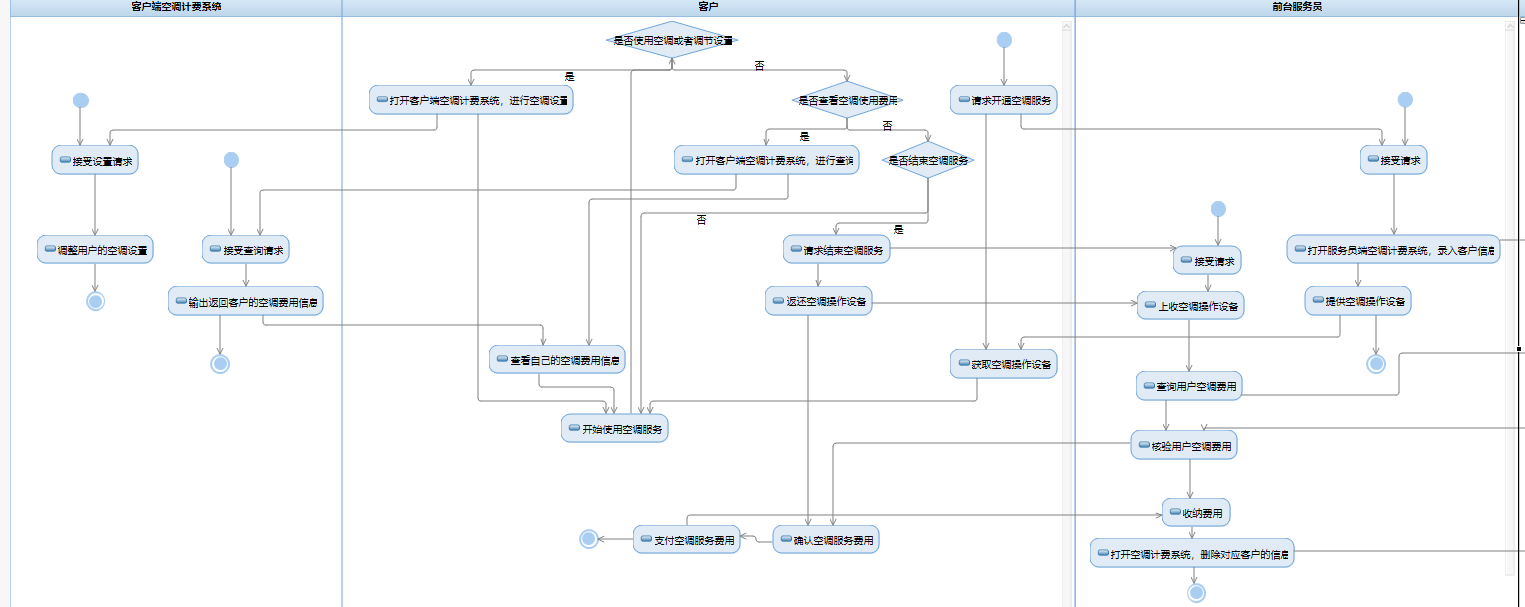 客户端空调计费系统
客户
前台服务员
是否使用空调或者调节设置
是
否
打开客户端空调计费系统，进行空调设置
是否查看空调使用费用
请求开通空调服务
是
否
接受设置请求
打开客户端空调计费系统，进行查询
是否结束空调服务
接受请求
否
是
调整用户的空调设置
接受查询请求
请求结束空调服务
接受请求
打开服务员端空调计费系统，录入客户信息
输出返回客户的空调费用信息
返还空调操作设备
上收空调操作设备
提供空调操作设备
查看自己的空调费用信息
获取空调操作设备
查询用户空调费用
开始使用空调服务
核验用户空调费用
收纳费用
支付空调服务费用
确认空调服务费用
打开空调计费系统，删除对应客户的信息